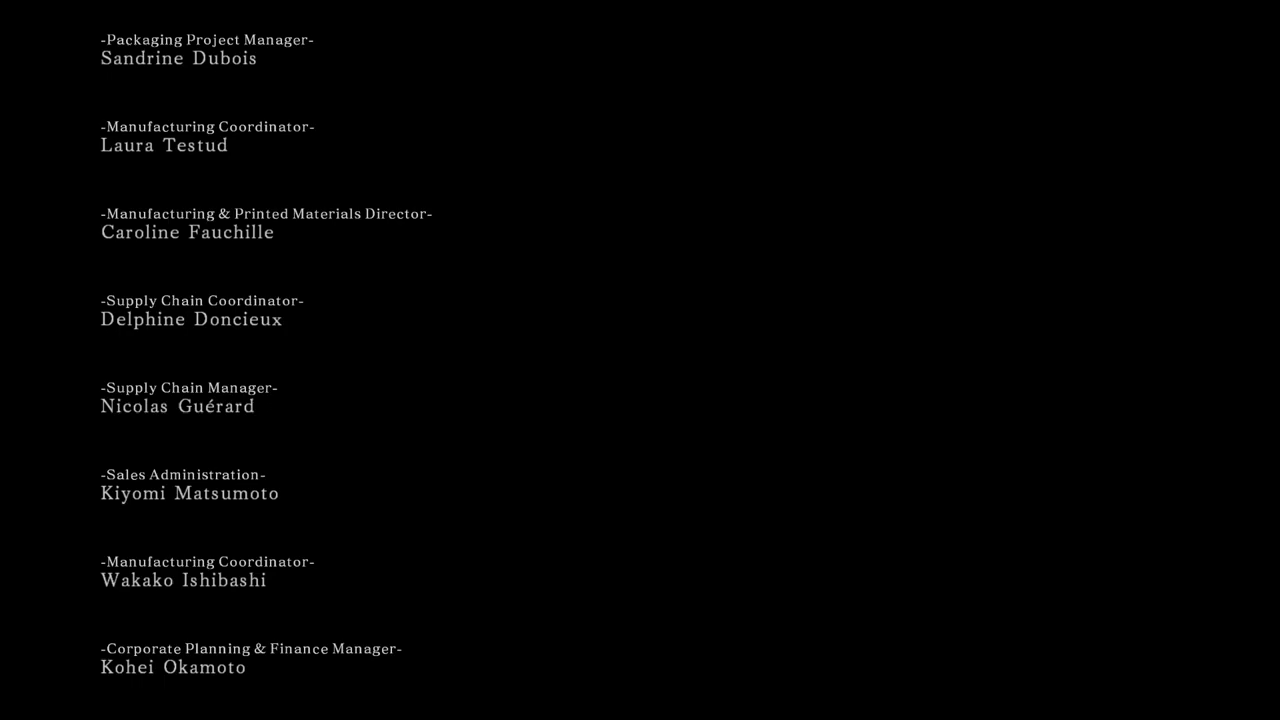 -Packaging Project Manager-
Sandrine Dubois
-Manufacturing Coordinator-
Laura Testud
-Manufacturing & Printed Materials Director-
Caroline Fauchille
-Supply Chain Coordinator-
Delphine Doncieux
-Supply Chain Manager-
Nicolas Guérard
-Sales Administration-
Kiyomi Matsumoto
-Manufacturing Coordinator-
Wakako Ishibashi
-Corporate Planning & Finance Manager-
Kohei Okamoto